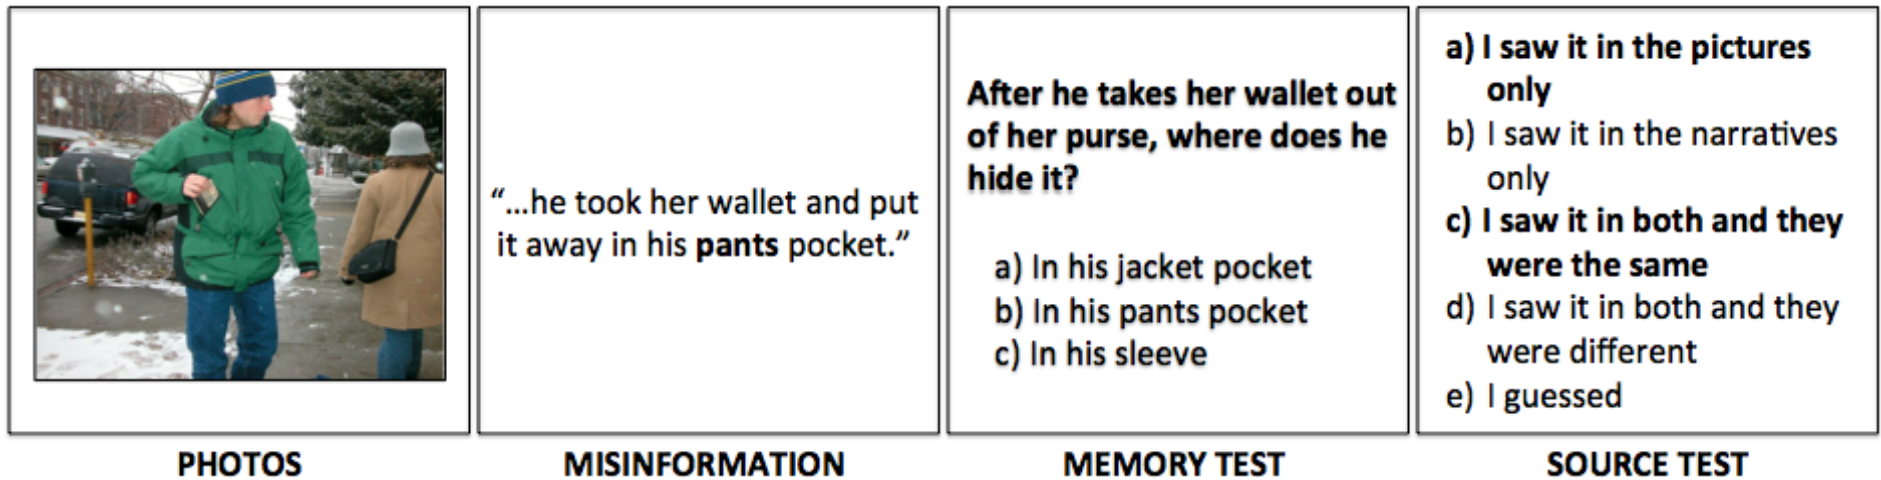 "...he took her wallet and put
it away in his pants pocket."
After he takes her wallet out
of her purse, where does he
hide it?
a) In his jacket pocket
b) In his pants pocket
c) In his sleeve
a) I saw it in the pictures
only
b) I saw it in the narratives
only
c) I saw it in both and they
were the same
d) I saw it in both and they
were different
e) I guessed
PHOTOS
MISINFORMATION
MEMORY TEST
SOURCE TEST